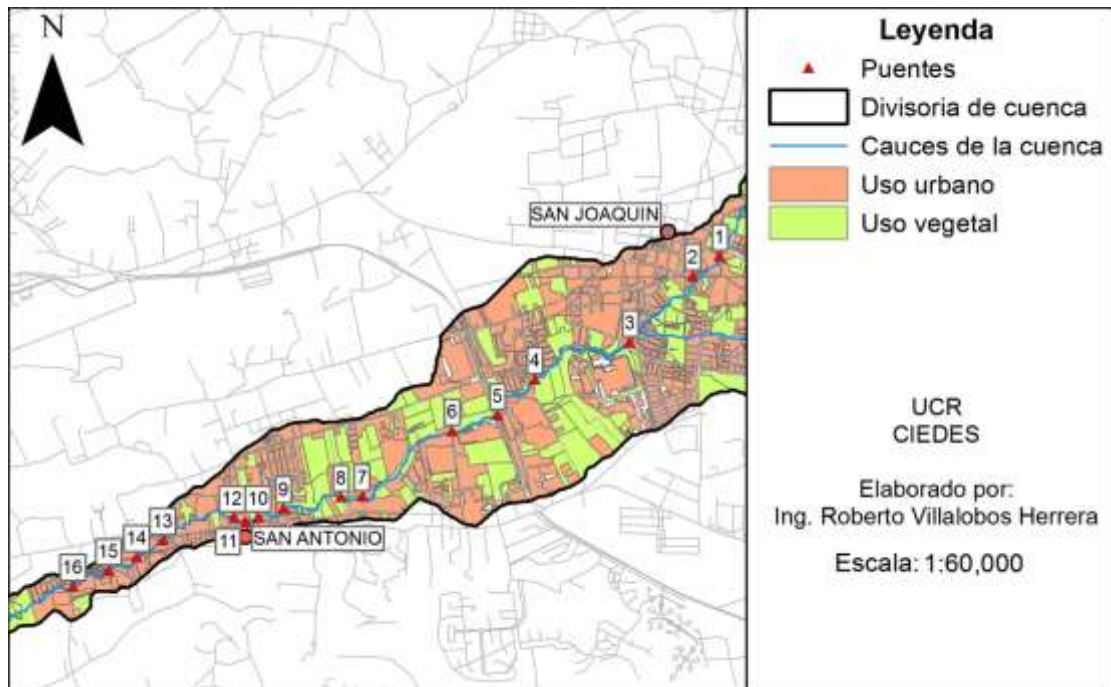 N
SAN JOAQUIN
1
2
3
4
5
6
7
8
9
10
12
11
SAN ANTONIO
13
14
15
16
Leyenda
Puentes
Divisoria de cuenca
Cauces de la cuenca
Uso urbano
Uso vegetal
UCR
CIEDES
Elaborado por:
Ing. Roberto Villalobos Herrera
Escala: 1:60,000